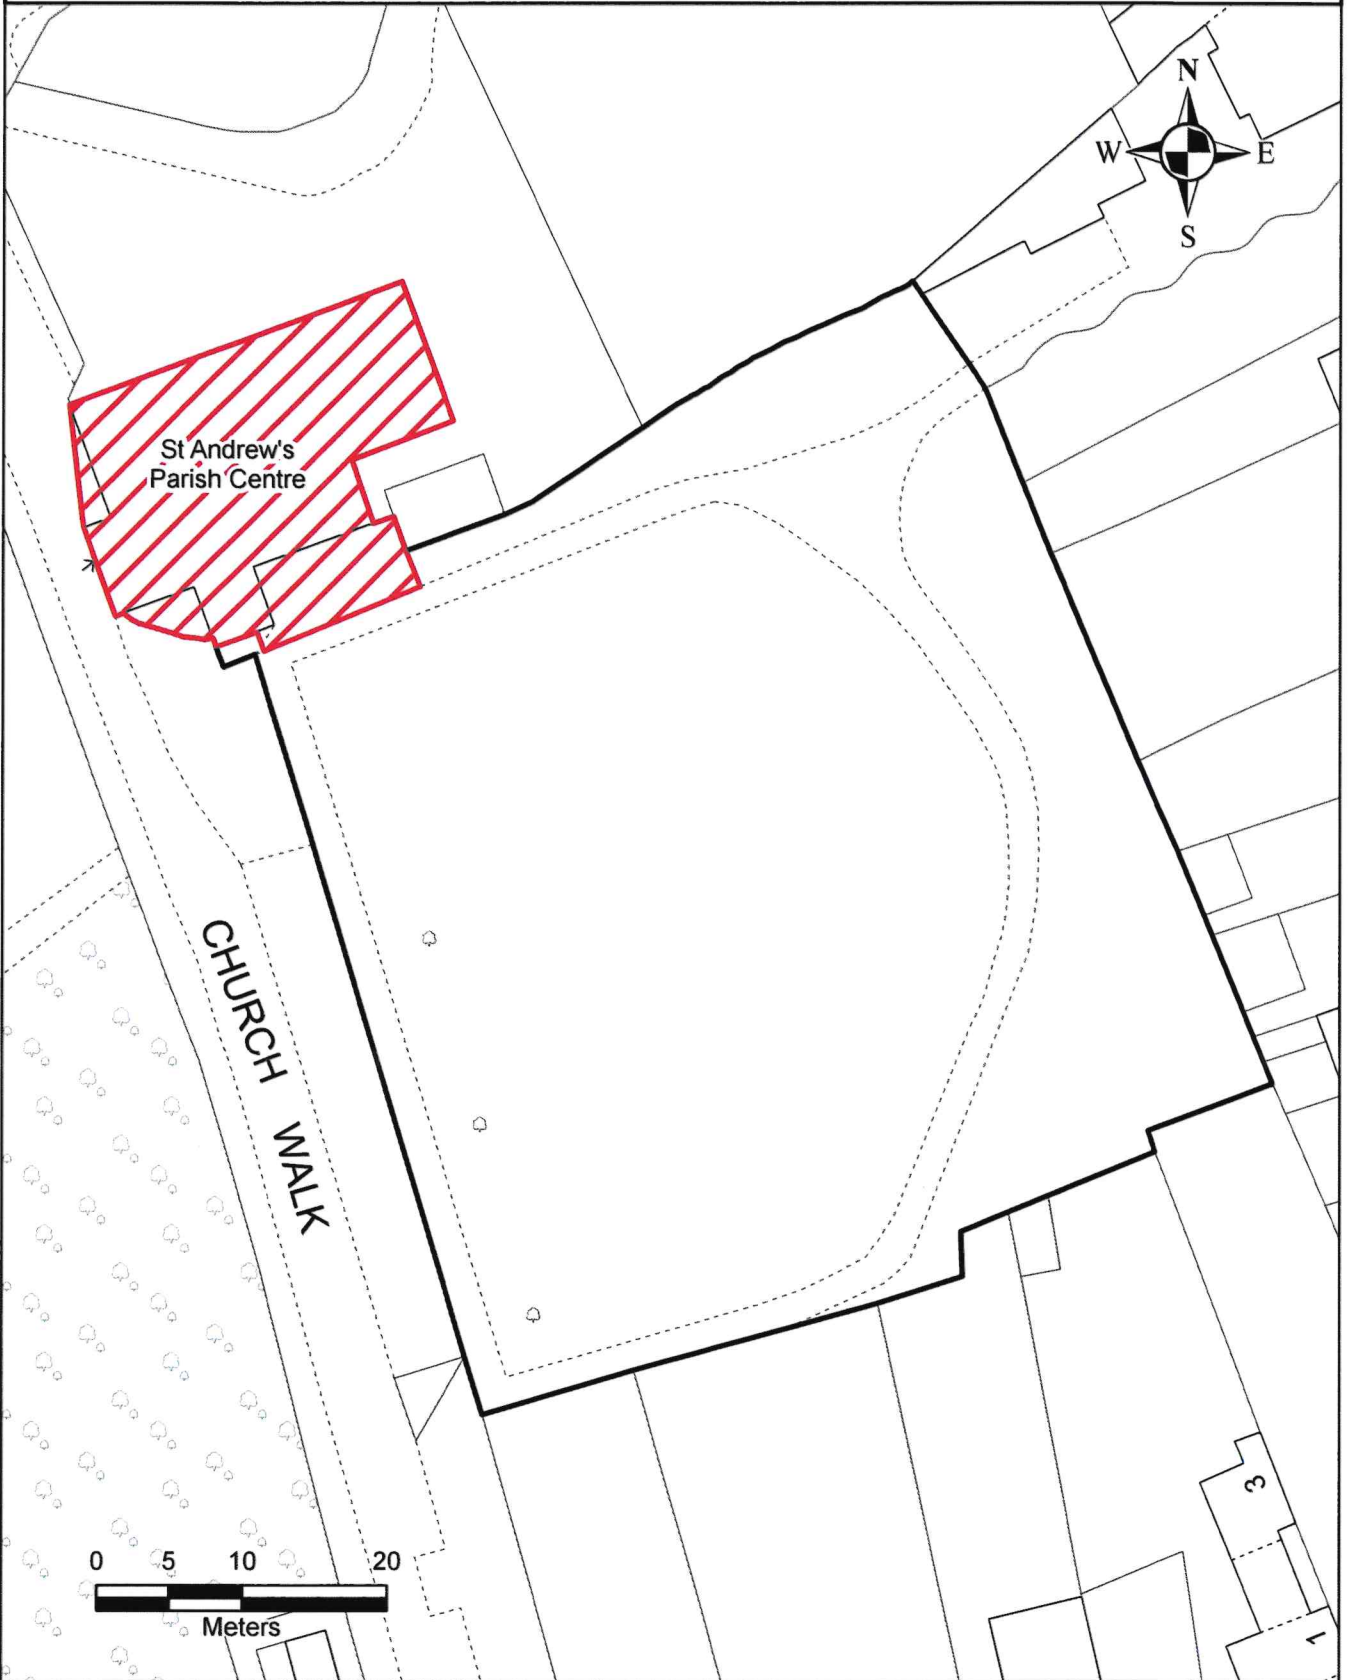 N
W E
S
St Andrew's
Parish Centre
CHURCH WALK
3
1
0 5 10 20
Meters